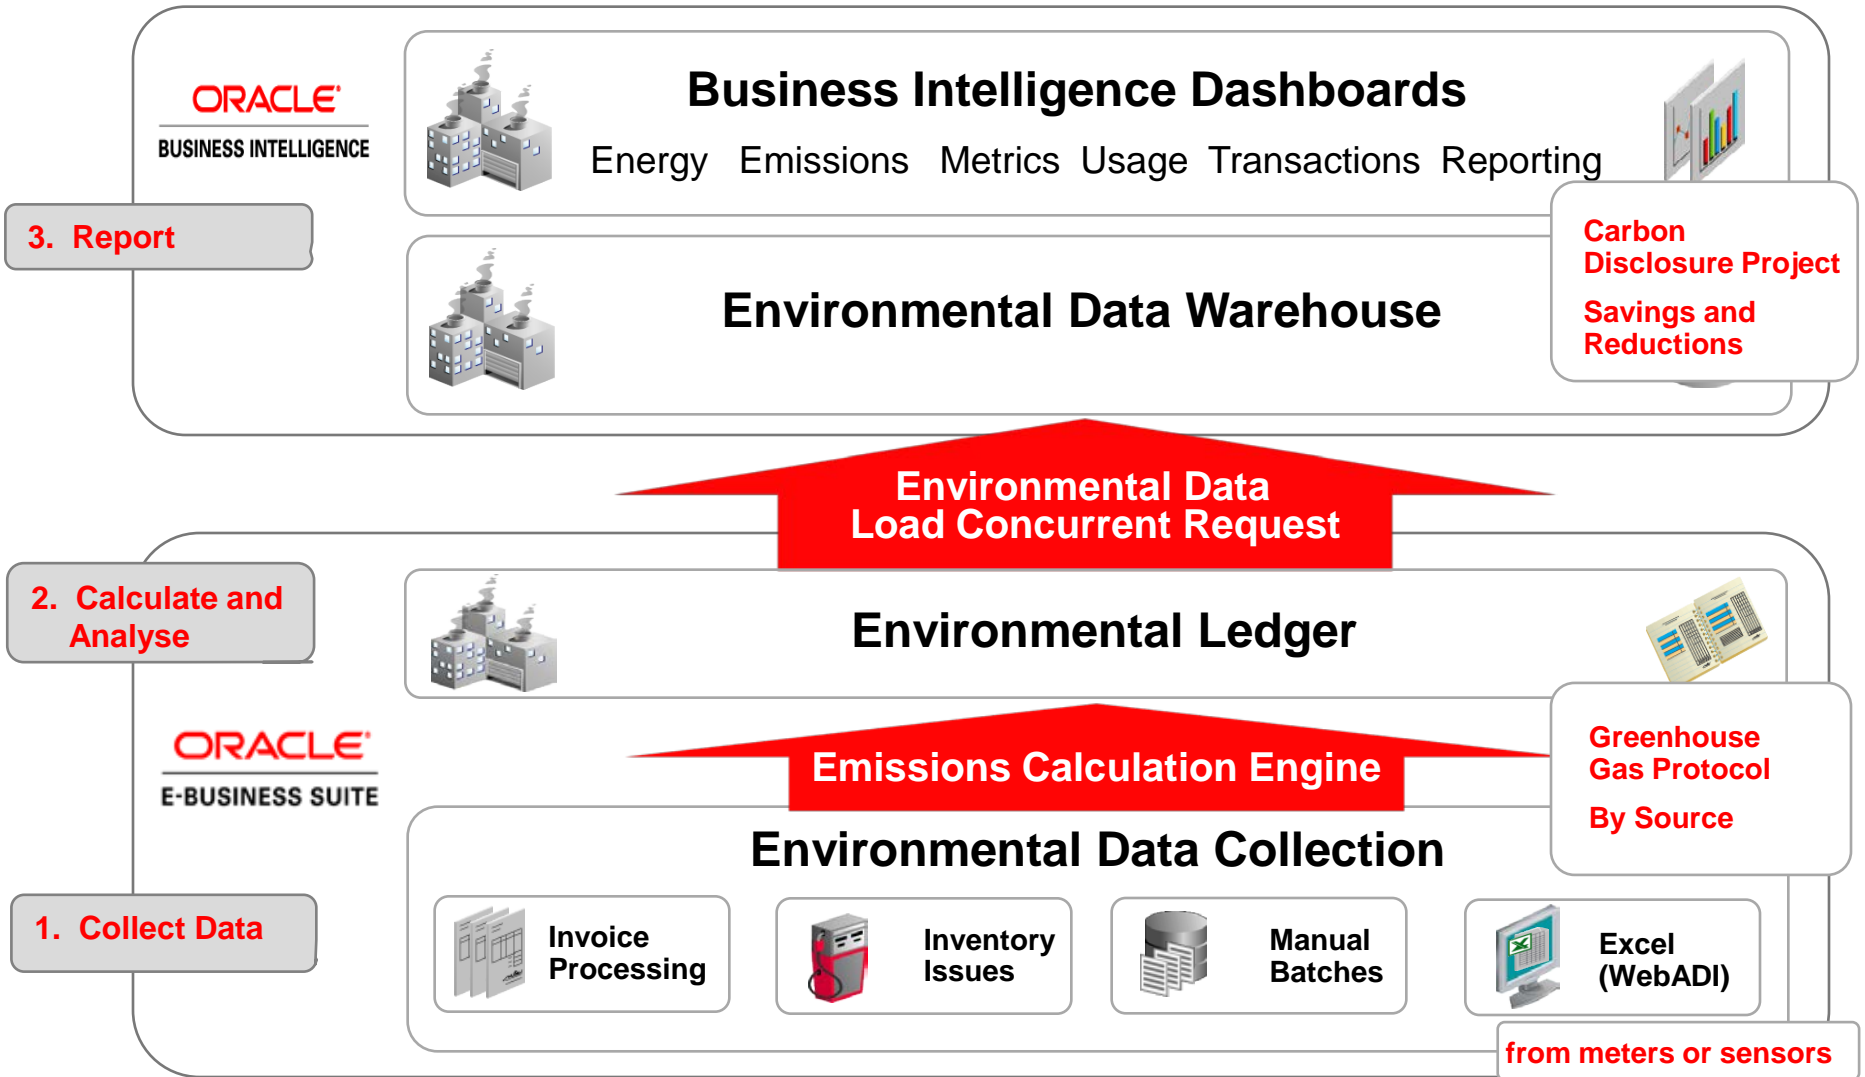 ORACLE
BUSINESS INTELLIGENCE
Business Intelligence Dashboards
Energy Emissions Metrics Usage Transactions Reporting
3. Report
Carbon
Disclosure Project
Savings and
Reductions
Environmental Data Warehouse
Environmental Data
Load Concurrent Request
2. Calculate and
Analyse
Environmental Ledger
ORACLE
E-BUSINESS SUITE
Emissions Calculation Engine
Greenhouse
Gas Protocol
By Source
Environmental Data Collection
1. Collect Data
Invoice
Processing
Inventory
Issues
Manual
Batches
Excel
(WebADI)
from meters or sensors